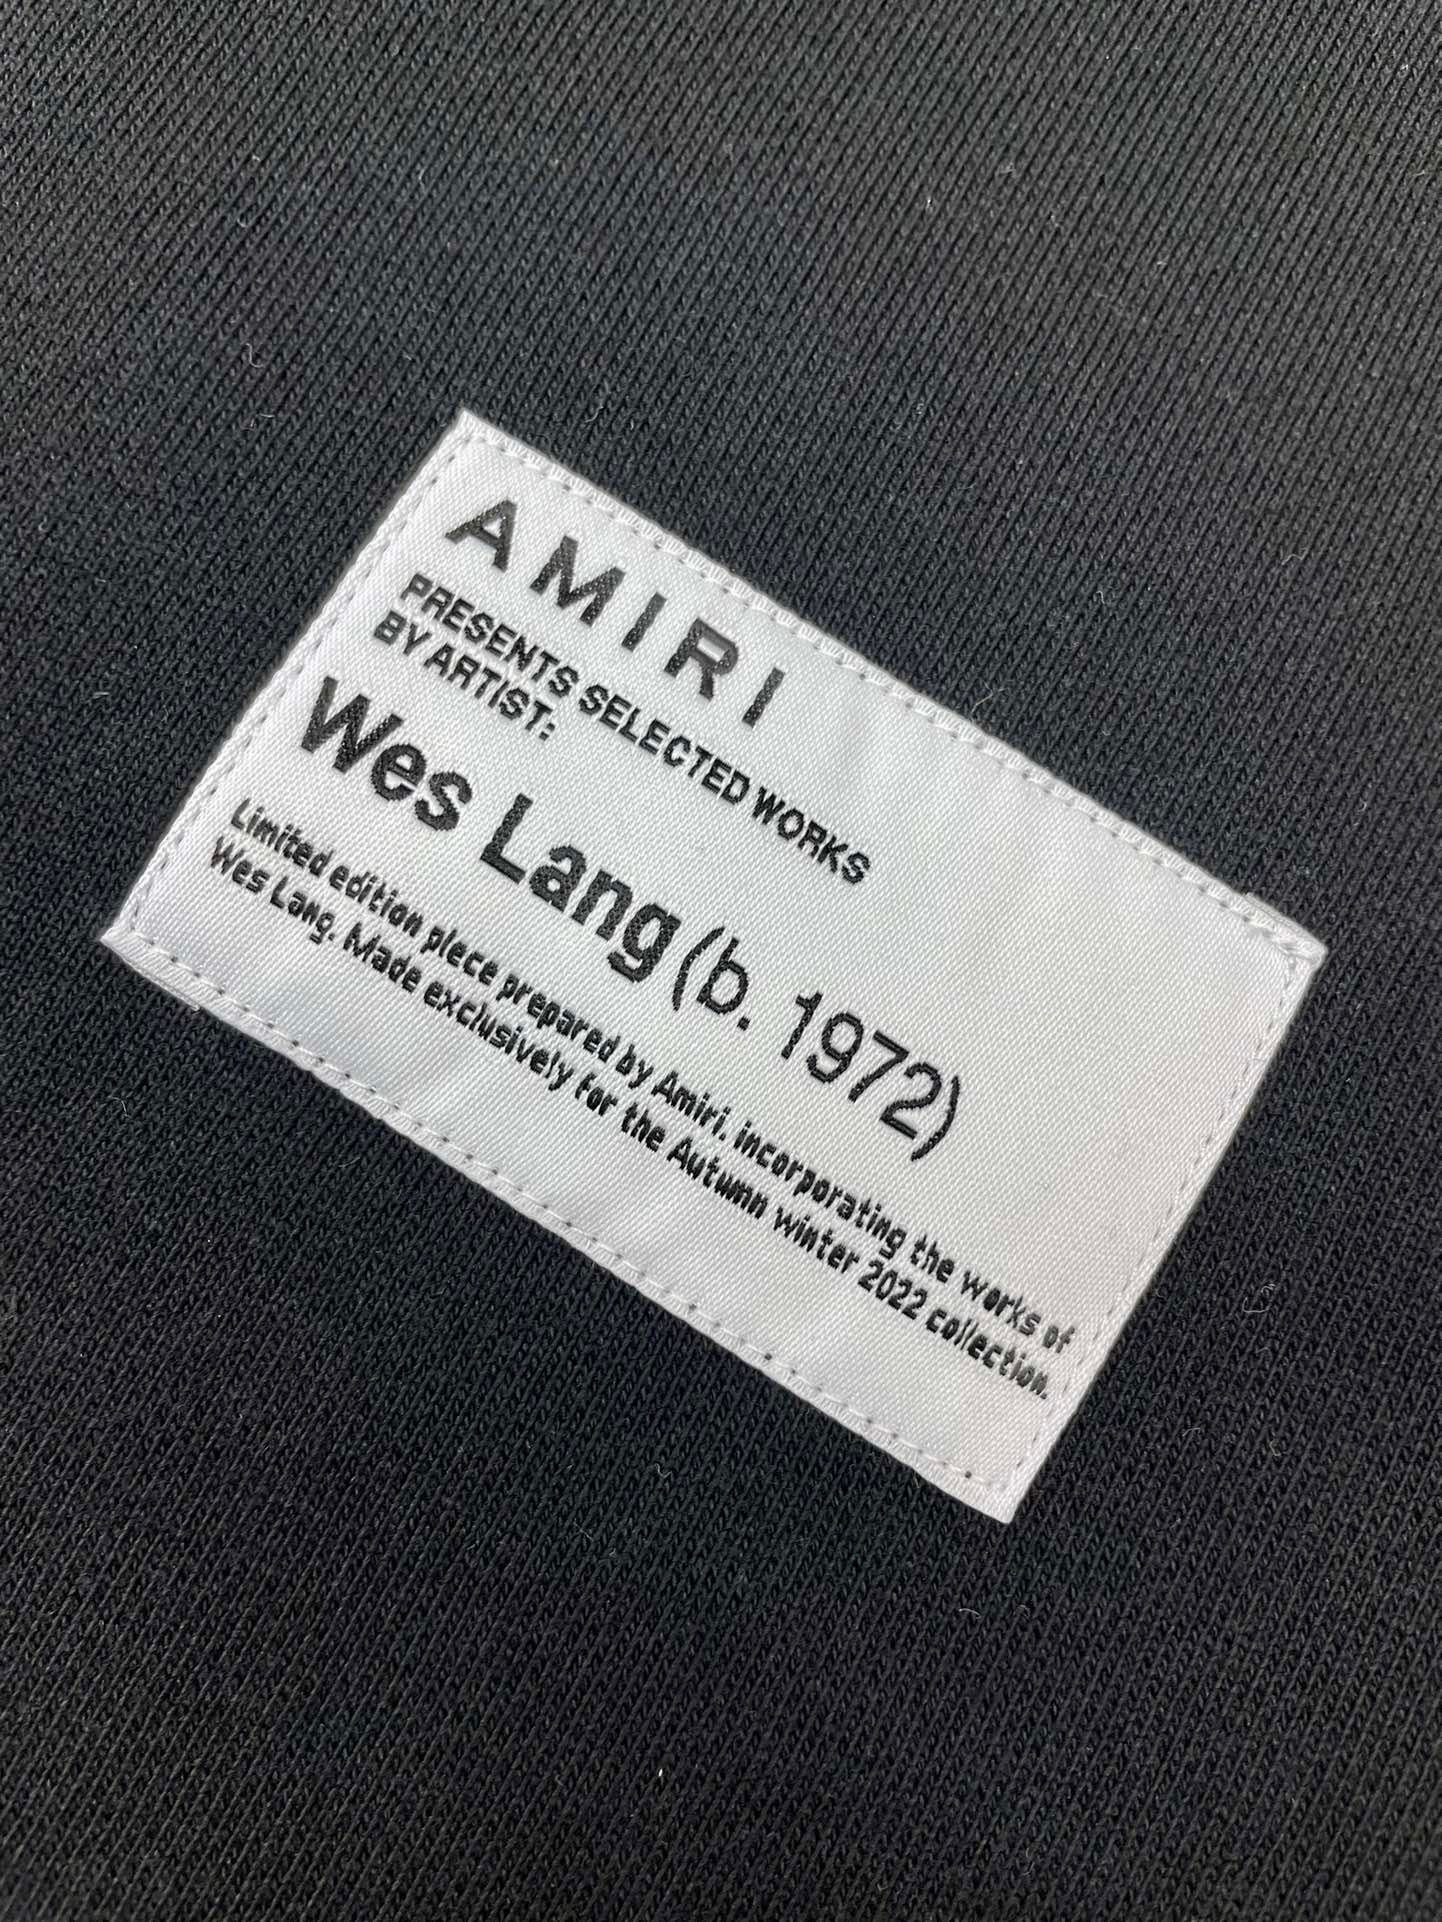 AMIRI
PRESENTS SELECTED WORKS
BY ARTIST:
Wes Lang (b. 1972)
Limited edition piece prepared by Amiri, incorporating the works of
Wes Lang. Made exclusively for the Autumn winter 2022 collection.